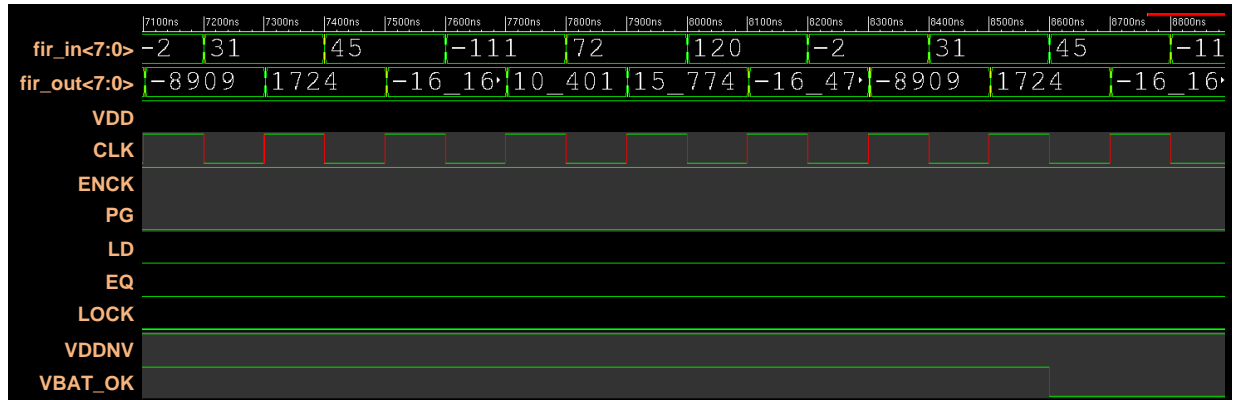 7100ns 7200ns 7300ns 7400ns 7500ns 7600ns 7700ns 7800ns 7900ns 8000ns 8100ns 8200ns 8300ns 8400ns 8500ns 8600ns 8700ns 8800ns
fir_in<7:0> -2 31 45 -111 72 120 -2 31 45 -11
fir_out<7:0> -8909 1724 -16_16 10_401 15_774 -16_47 -8909 1724 -16_16
VDD
CLK
ENCK
PG
LD
EQ
LOCK
VDDNV
VBAT_OK